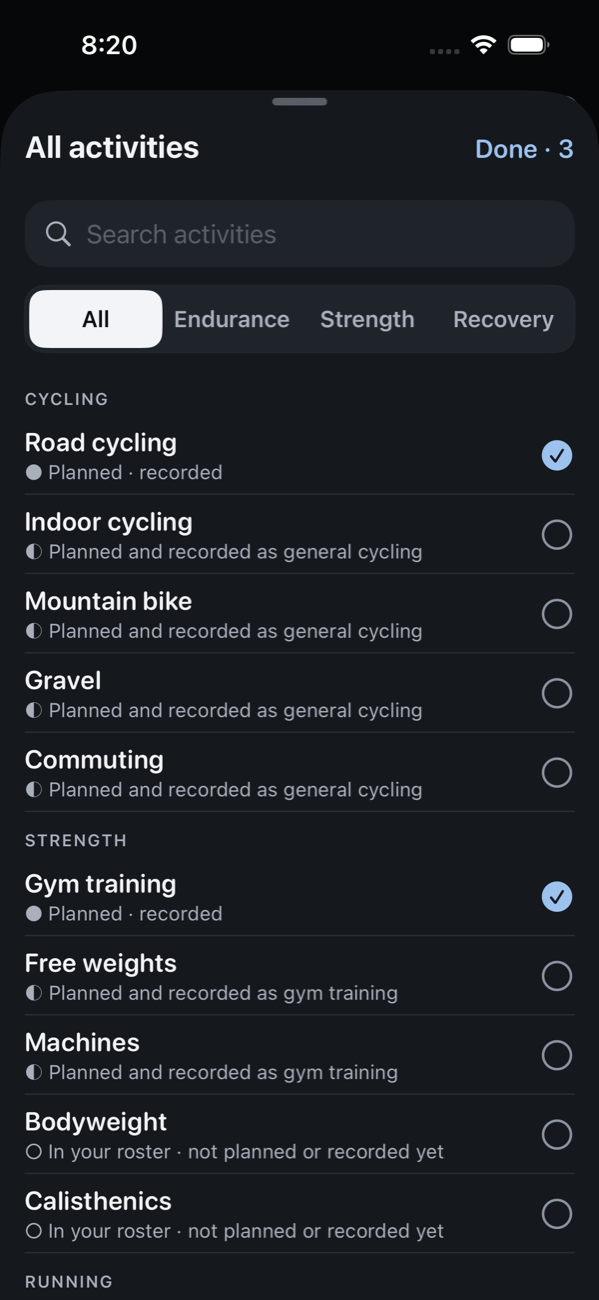 8:20
All activities
Done · 3
Search activities
All Endurance Strength Recovery
CYCLING
Road cycling
Planned · recorded
Indoor cycling
Planned and recorded as general cycling
Mountain bike
Planned and recorded as general cycling
Gravel
Planned and recorded as general cycling
Commuting
Planned and recorded as general cycling
STRENGTH
Gym training
Planned · recorded
Free weights
Planned and recorded as gym training
Machines
Planned and recorded as gym training
Bodyweight
In your roster · not planned or recorded yet
Calisthenics
In your roster · not planned or recorded yet
RUNNING